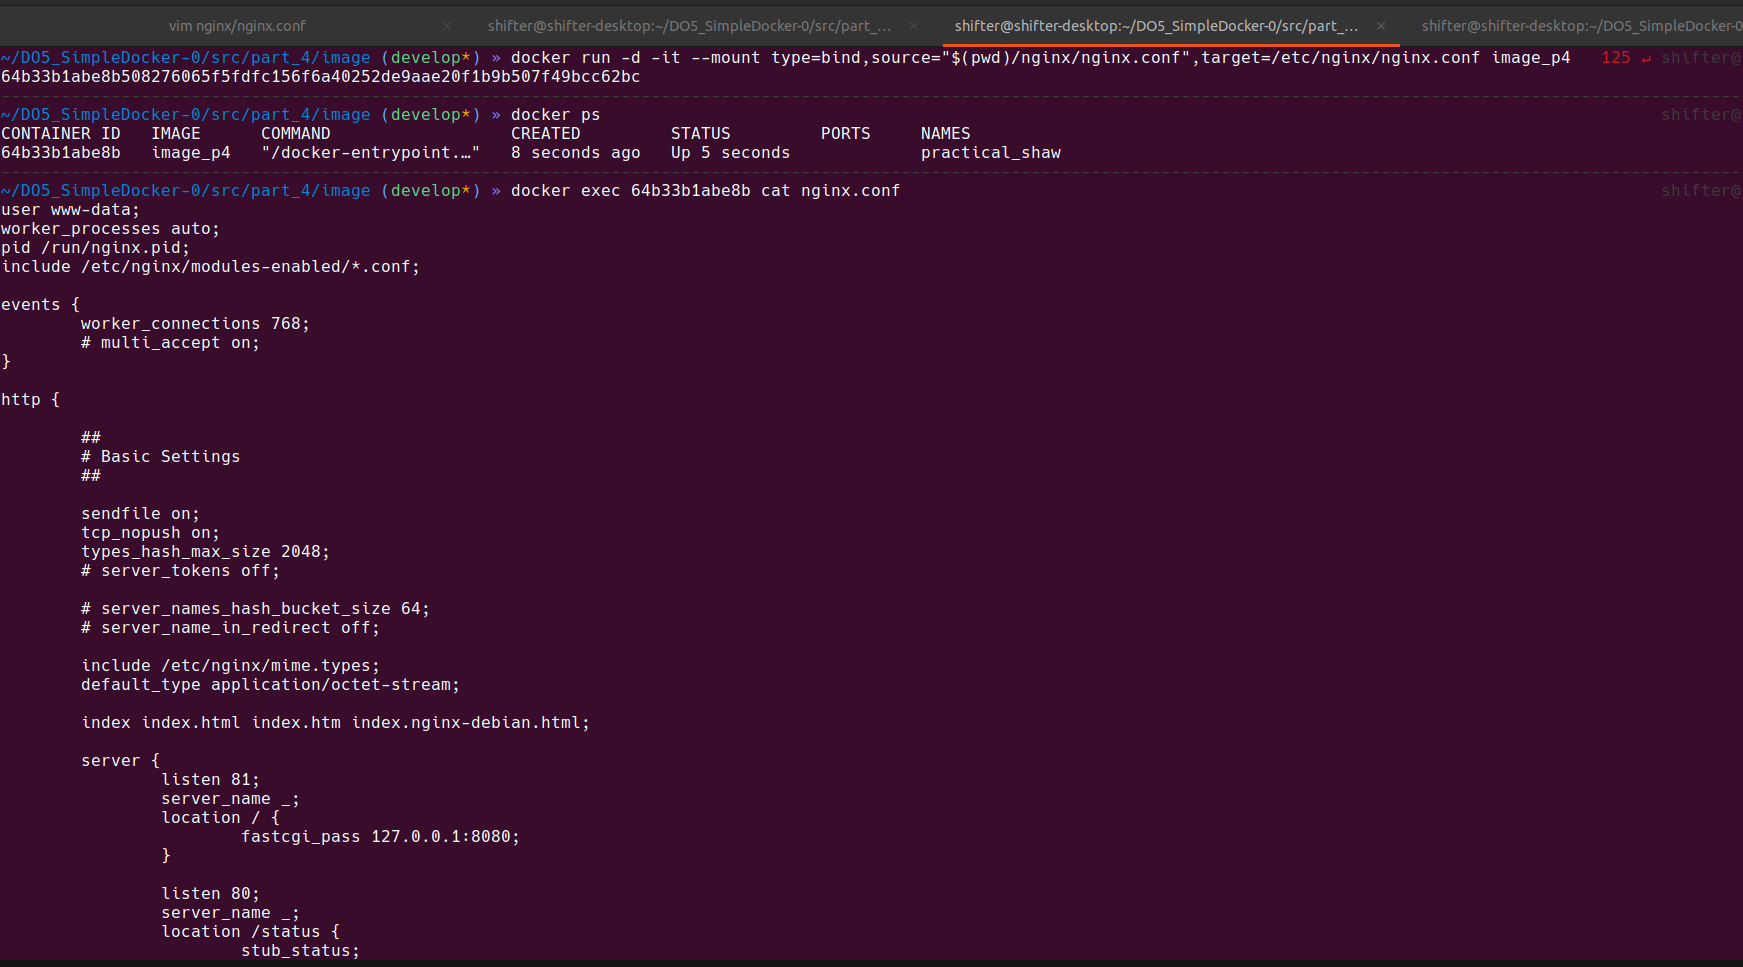 vim nginx/nginx.conf × shifter@shifter-desktop:~/DO5_SimpleDocker-0/src/part_... × shifter@shifter-desktop:~/DO5_SimpleDocker-0/src/part_... × shifter@shifter-desktop:~/DO5_SimpleDocker-0
~/DO5_SimpleDocker-0/src/part_4/image (develop*) » docker run -d -it --mount type=bind,source="$(pwd)/nginx/nginx.conf",target=/etc/nginx/nginx.conf image_p4 125 ↵ shifter@
64b33b1abe8b508276065f5fdfc156f6a40252de9aae20f1b9b507f49bcc62bc
~/DO5_SimpleDocker-0/src/part_4/image (develop*) » docker ps shifter@
CONTAINER ID IMAGE COMMAND CREATED STATUS PORTS NAMES
64b33b1abe8b image_p4 "/docker-entrypoint.…" 8 seconds ago Up 5 seconds practical_shaw
~/DO5_SimpleDocker-0/src/part_4/image (develop*) » docker exec 64b33b1abe8b cat nginx.conf shifter@
user www-data;
worker_processes auto;
pid /run/nginx.pid;
include /etc/nginx/modules-enabled/*.conf;
events {
worker_connections 768;
# multi_accept on;
}
http {
##
# Basic Settings
##
sendfile on;
tcp_nopush on;
types_hash_max_size 2048;
# server_tokens off;
# server_names_hash_bucket_size 64;
# server_name_in_redirect off;
include /etc/nginx/mime.types;
default_type application/octet-stream;
index index.html index.htm index.nginx-debian.html;
server {
listen 81;
server_name _;
location / {
fastcgi_pass 127.0.0.1:8080;
}
listen 80;
server_name _;
location /status {
stub_status;